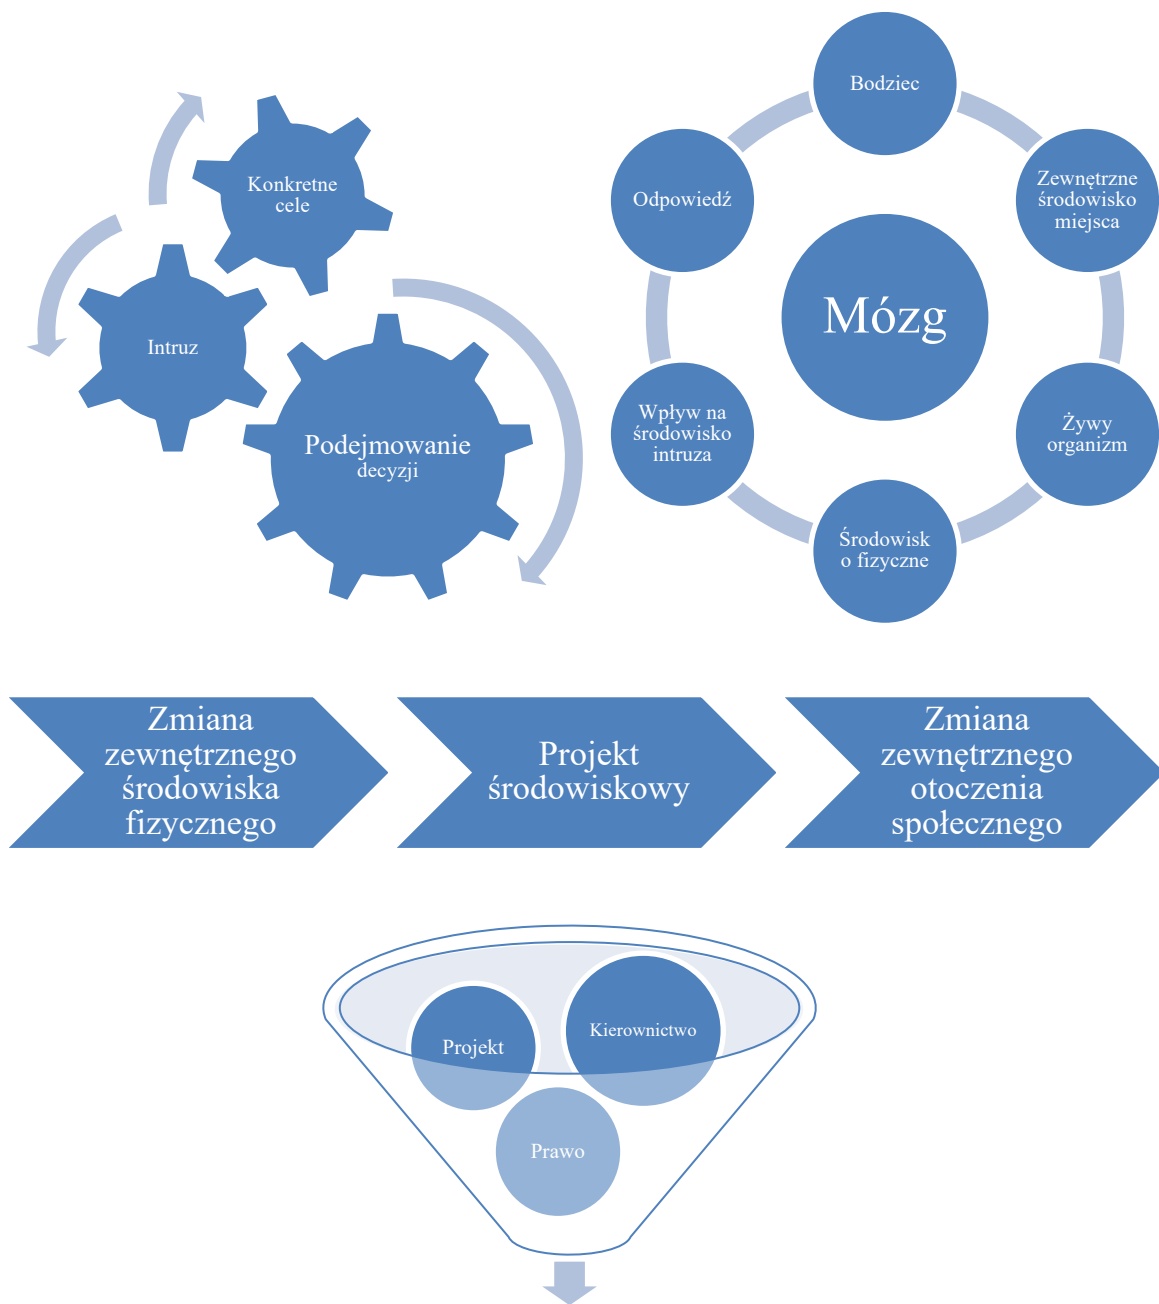 Konkretne
cele
Intruz
Podejmowanie
decyzji
Bodziec
Zewnętrzne
środowisko
miejsca
Żywy
organizm
Środowisk
o fizyczne
Wpływ na
środowisko
intruza
Odpowiedź
Mózg
Zmiana
zewnętrznego
środowiska
fizycznego
Projekt
środowiskowy
Zmiana
zewnętrznego
otoczenia
społecznego
Projekt
Kierownictwo
Prawo